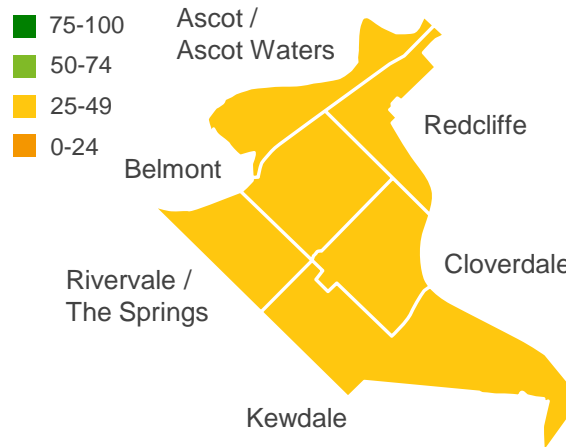 75-100
50-74
25-49
0-24
Ascot /
Ascot Waters
Redcliffe
Belmont
Cloverdale
Rivervale /
The Springs
Kewdale